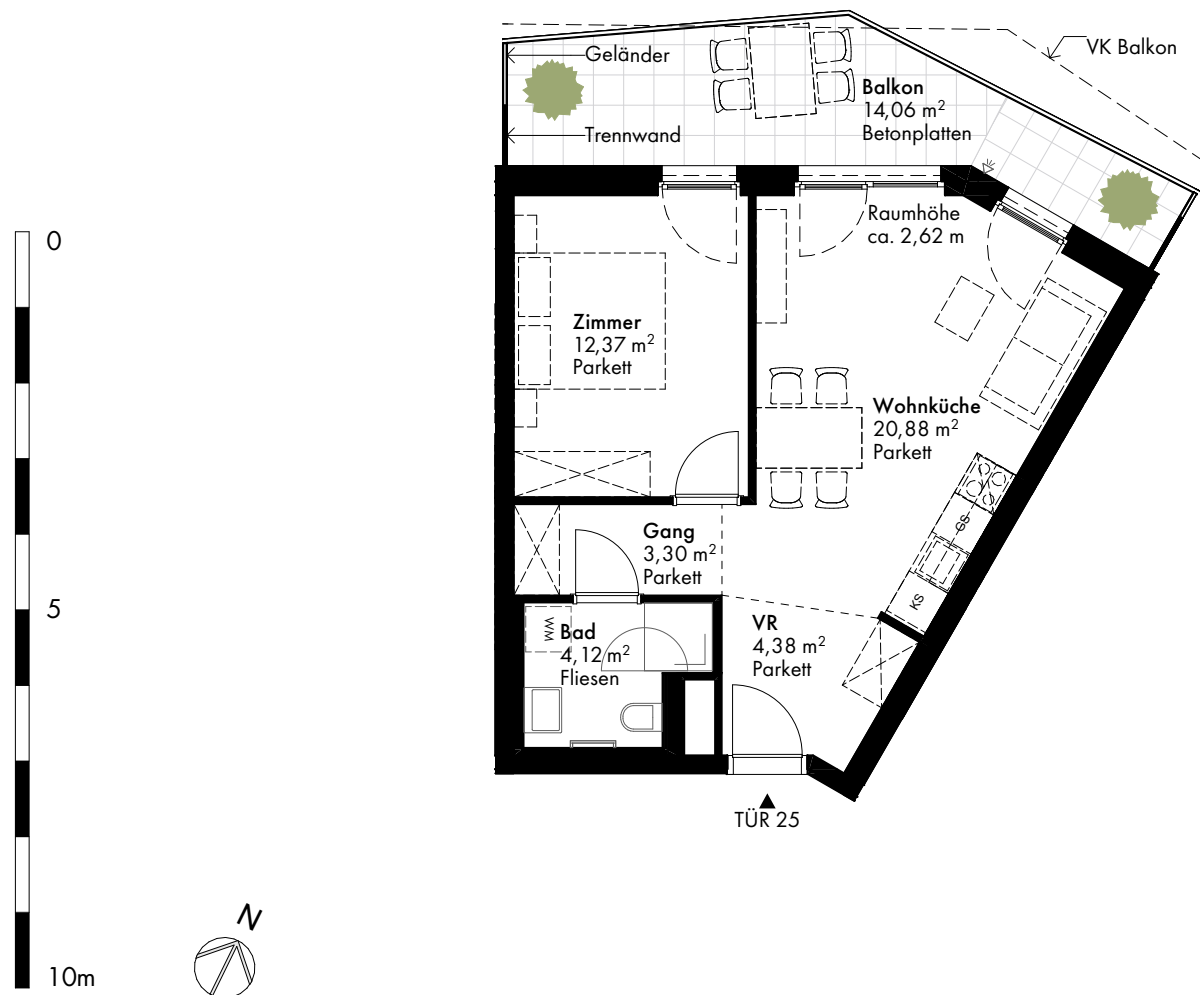 Geländer
VK Balkon
Balkon
14,06 m²
Betonplatten
Trennwand
Raumhöhe
ca. 2,62 m
0
Zimmer
12,37 m²
Parkett
Wohnküche
20,88 m²
Parkett
GS
Gang
3,30 m²
Parkett
KS
5
WM
Bad
4,12 m²
Fliesen
VR
4,38 m²
Parkett
TÜR 25
N
10m